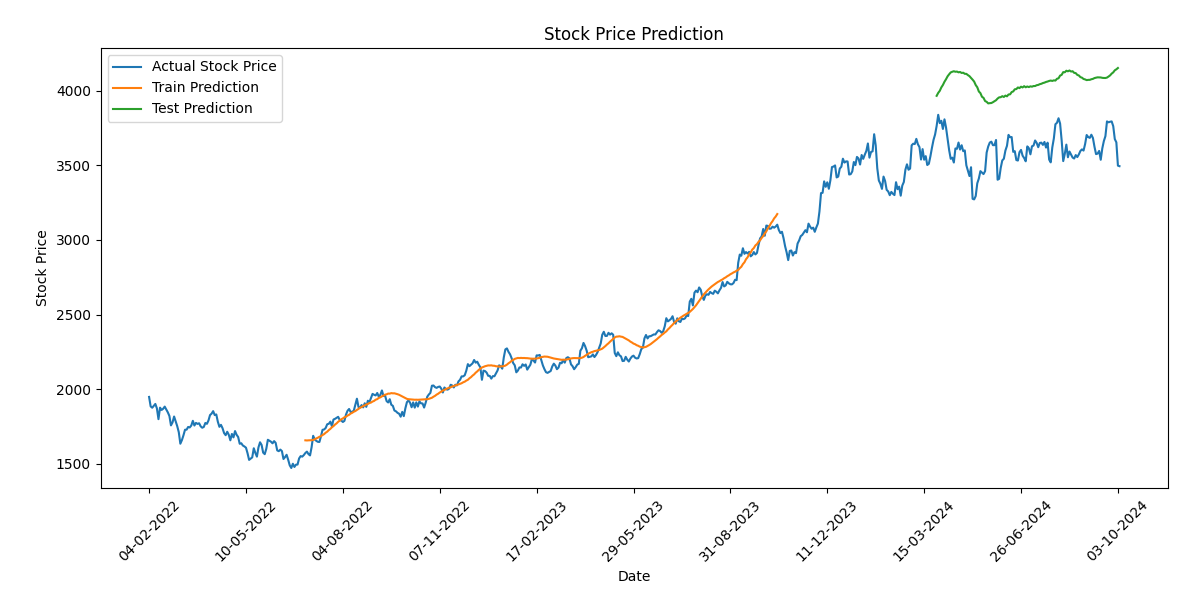 Stock Price Prediction
Actual Stock Price
Train Prediction
Test Prediction
Stock Price
4000
3500
3000
2500
2000
1500
04-02-2022
10-05-2022
04-08-2022
07-11-2022
17-02-2023
29-05-2023
31-08-2023
11-12-2023
15-03-2024
26-06-2024
03-10-2024
Date